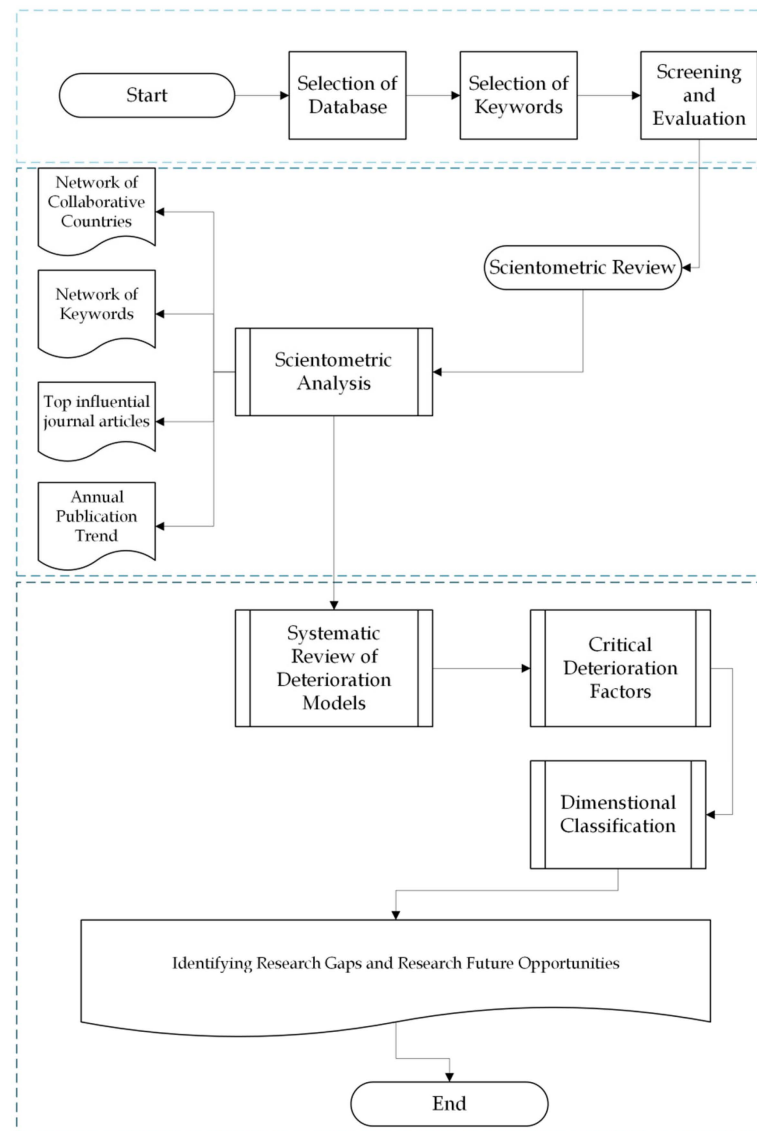 Start
Selection of
Database
Selection of
Keywords
Screening
and
Evaluation
Network of
Collaborative
Countries
Network of
Keywords
Top influential
journal articles
Annual
Publication
Trend
Scientometric Review
Scientometric
Analysis
Systematic
Review of
Deterioration
Models
Critical
Deterioration
Factors
Dimenstional
Classification
Identifying Research Gaps and Research Future Opportunities
End